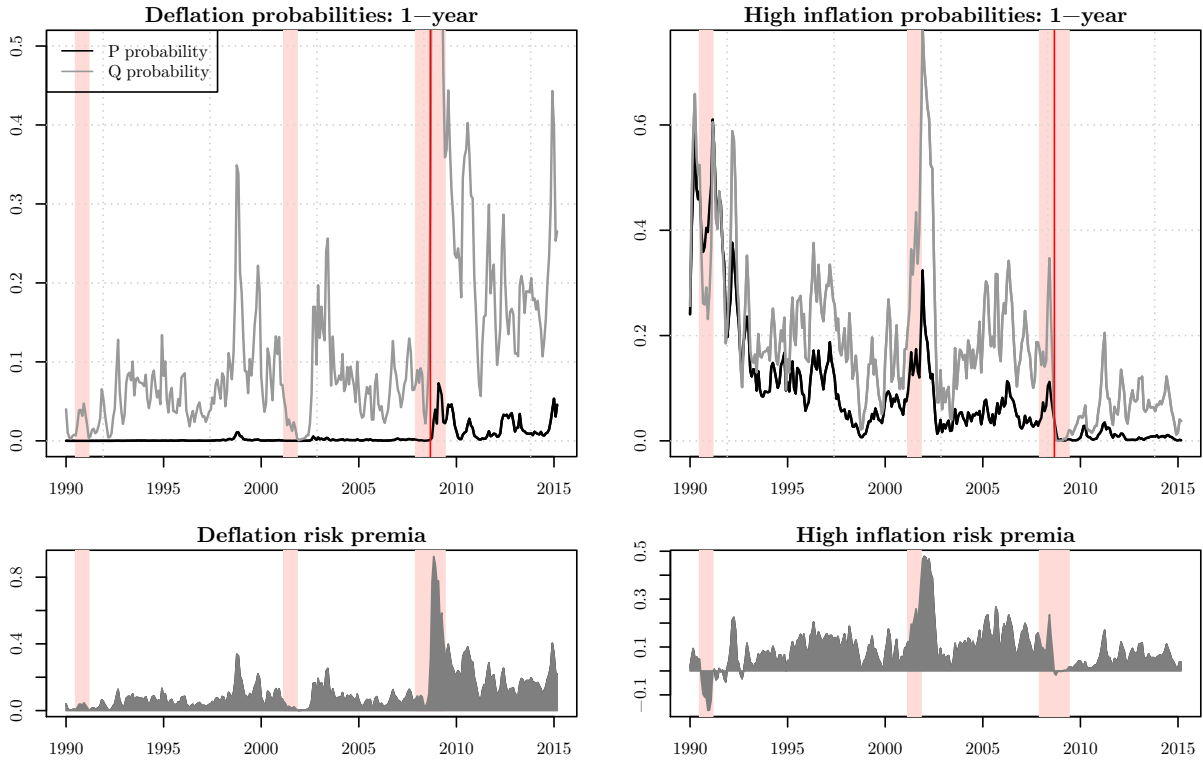 Deflation probabilities: 1−year
P probability
Q probability
0.5
0.4
0.3
0.2
0.1
0.0
1990 1995 2000 2005 2010 2015
High inflation probabilities: 1−year
0.6
0.4
0.2
0.0
1990 1995 2000 2005 2010 2015
Deflation risk premia
0.8
0.4
0.0
1990 1995 2000 2005 2010 2015
High inflation risk premia
0.5
0.3
0.1
−0.1
1990 1995 2000 2005 2010 2015